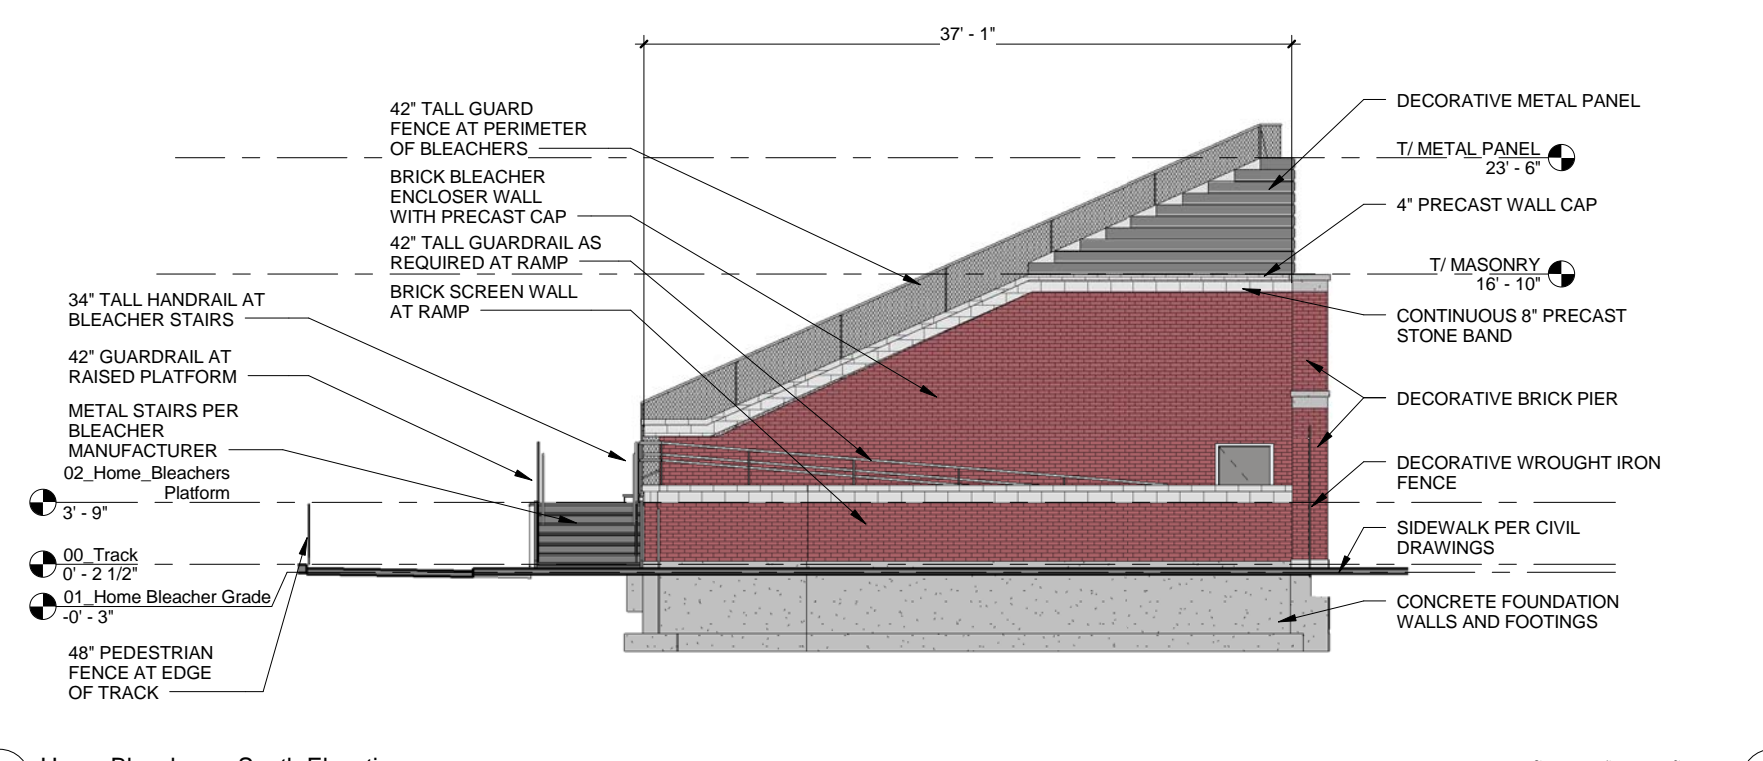 37' - 1"
42" TALL GUARD
FENCE AT PERIMETER
OF BLEACHERS
BRICK BLEACHER
ENCLOSER WALL
WITH PRECAST CAP
42" TALL GUARDRAIL AS
REQUIRED AT RAMP
BRICK SCREEN WALL
AT RAMP
34" TALL HANDRAIL AT
BLEACHER STAIRS
42" GUARDRAIL AT
RAISED PLATFORM
METAL STAIRS PER
BLEACHER
MANUFACTURER
02_Home_Bleachers
Platform
3' - 9"
00_Track
0' - 2 1/2"
01_Home Bleacher Grade
-0' - 3"
48" PEDESTRIAN
FENCE AT EDGE
OF TRACK
DECORATIVE METAL PANEL
T/ METAL PANEL
23' - 6"
4" PRECAST WALL CAP
T/ MASONRY
16' - 10"
CONTINUOUS 8" PRECAST
STONE BAND
DECORATIVE BRICK PIER
DECORATIVE WROUGHT IRON
FENCE
SIDEWALK PER CIVIL
DRAWINGS
CONCRETE FOUNDATION
WALLS AND FOOTINGS